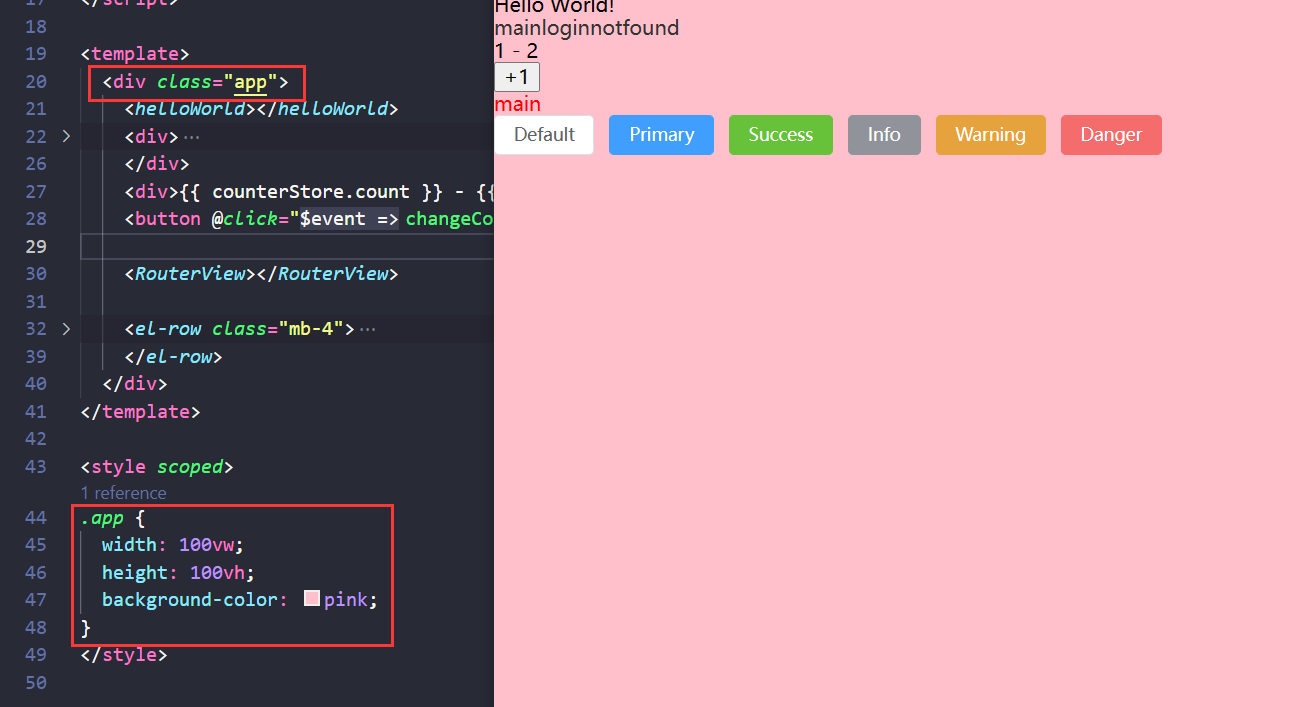 17 </script>
18
19 <template>
20 <div class="app">
21 <helloWorld></helloWorld>
22 <div>···
26 </div>
27 <div>{{ counterStore.count }} - {{
28 <button @click="$event => changeCo
29
30 <RouterView></RouterView>
31
32 <el-row class="mb-4">···
39 </el-row>
40 </div>
41 </template>
42
43 <style scoped>
1 reference
44 .app {
45 width: 100vw;
46 height: 100vh;
47 background-color: pink;
48 }
49 </style>
50
Hello World!
mainloginnotfound
1 - 2
+1
main
Default Primary Success Info Warning Danger